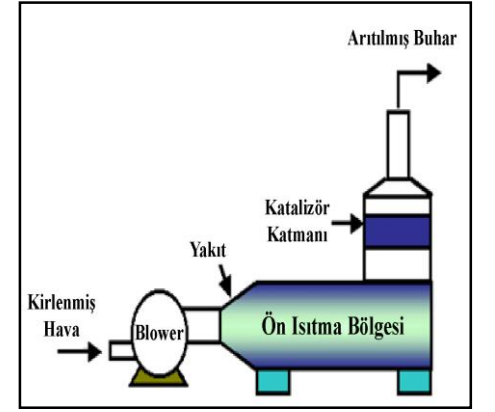 Arıtılmış Buhar
Katalizör
Katmanı
Yakıt
Kirlenmiş
Hava
Blower
Ön Isıtma Bölgesi